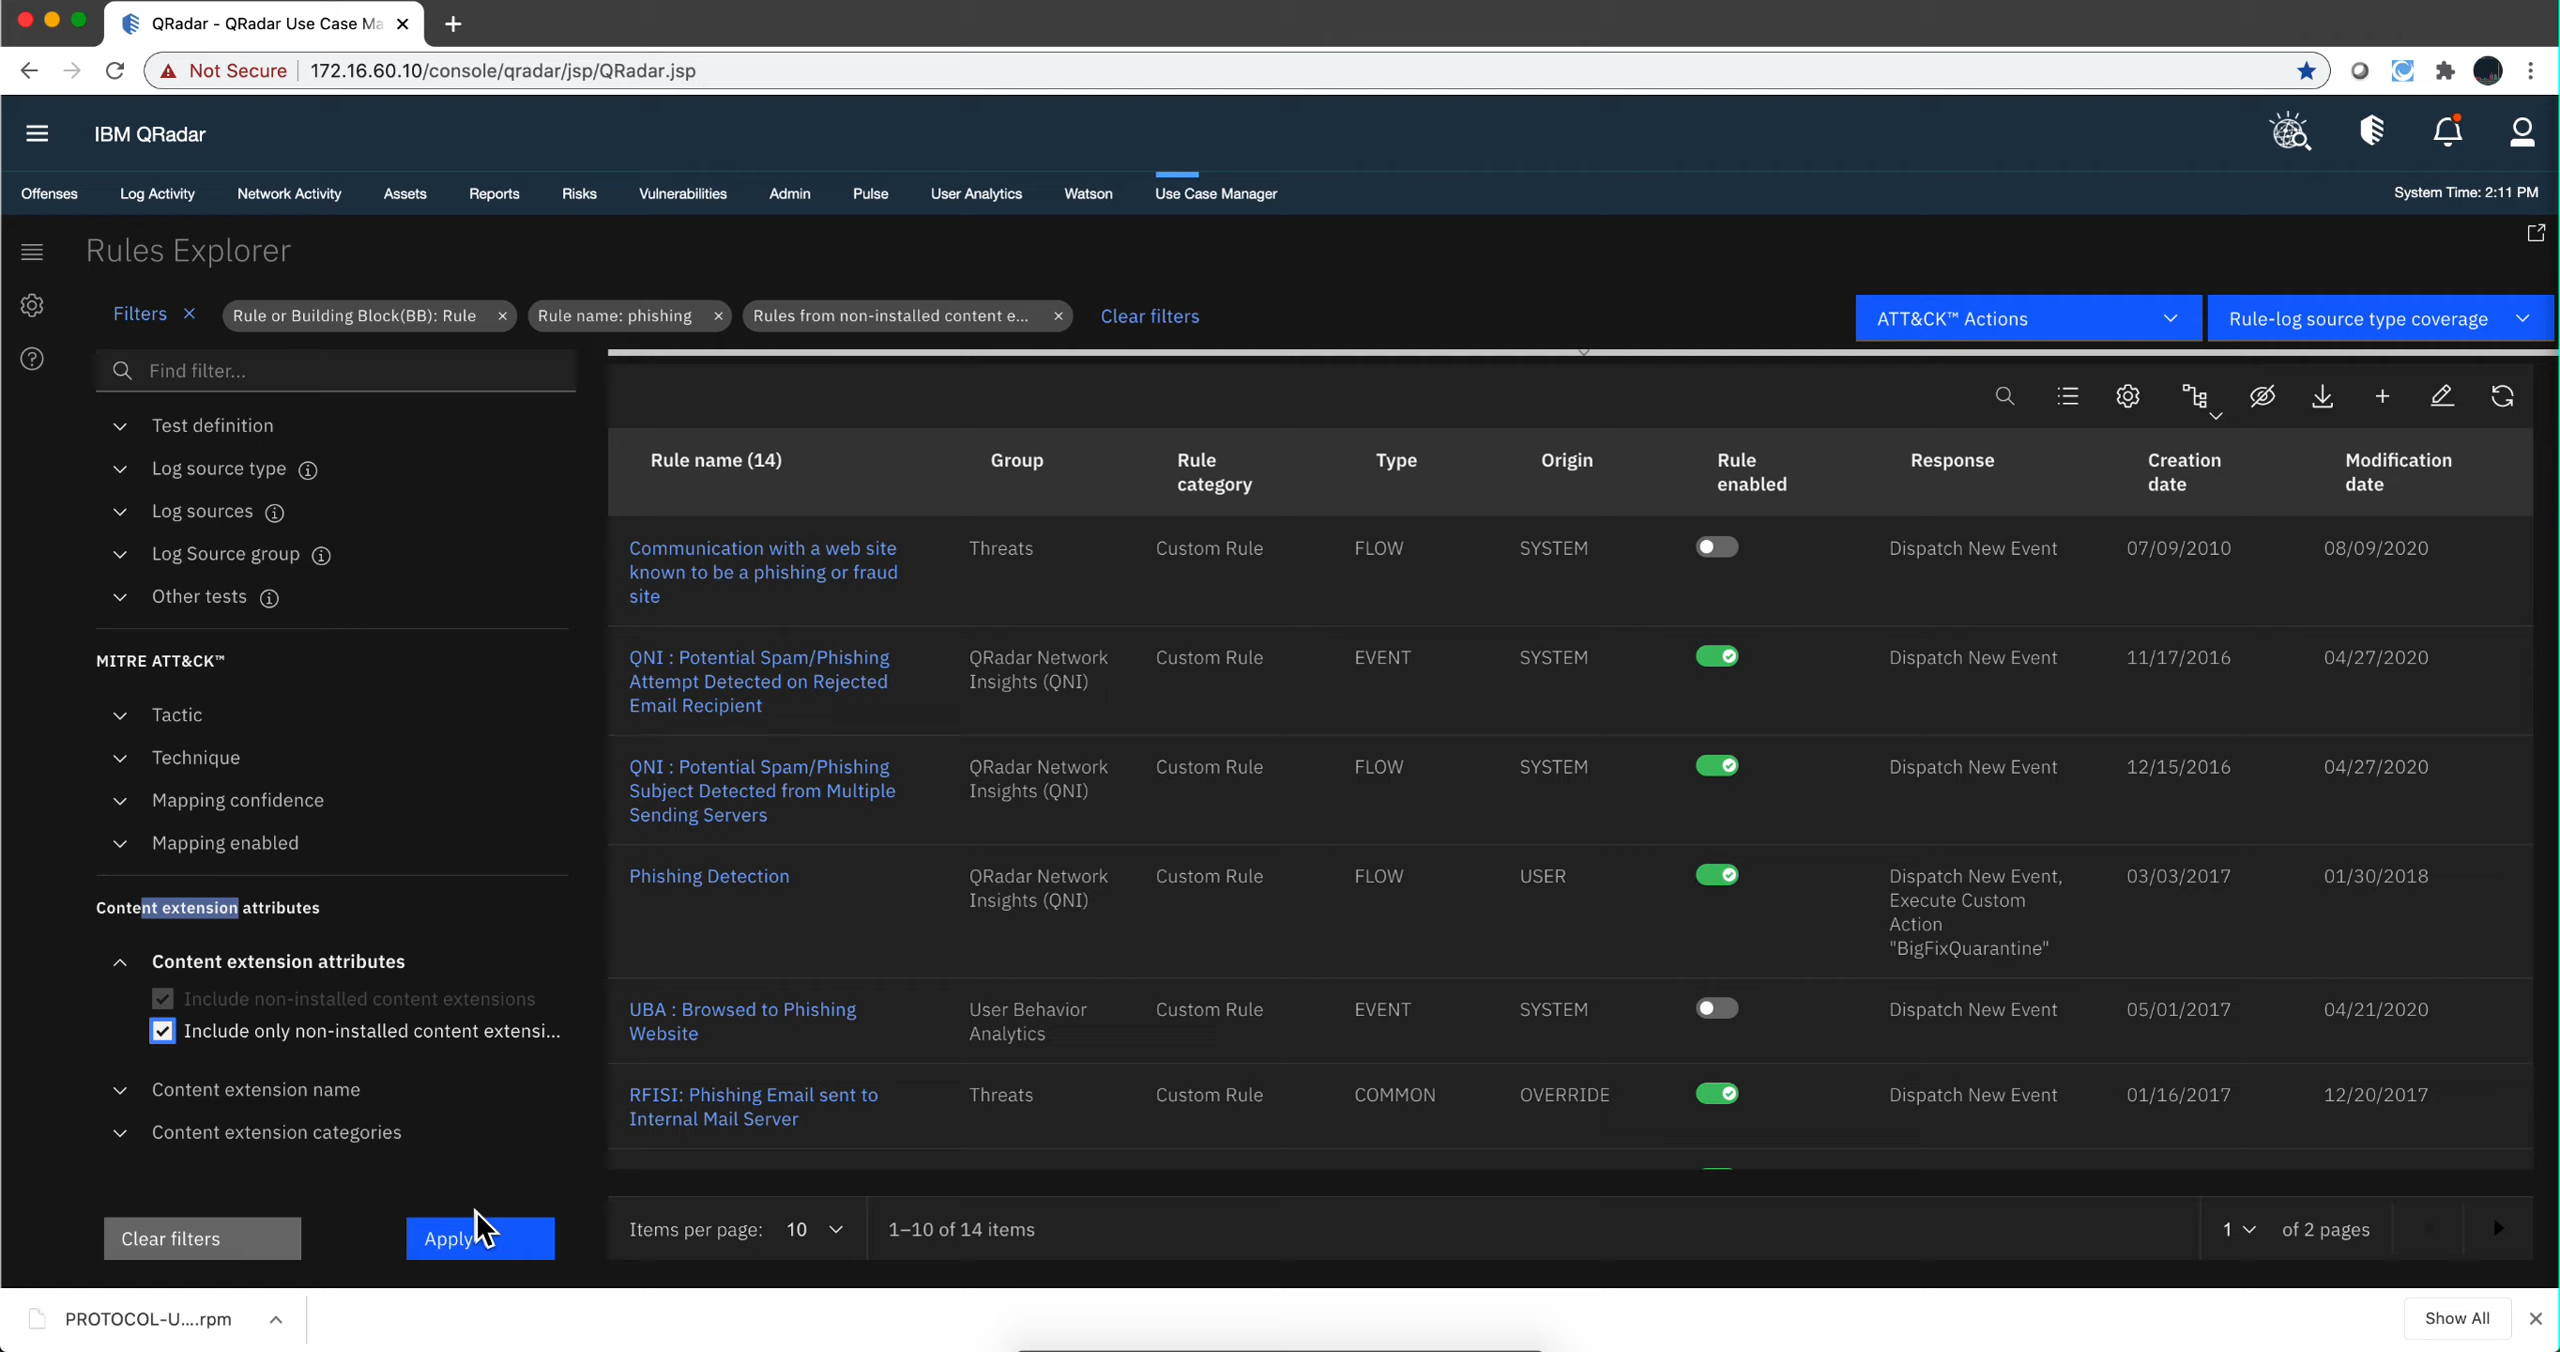 QRadar - QRadar Use Case Ma
Not Secure | 172.16.60.10/console/qradar/jsp/QRadar.jsp
IBM QRadar
Offenses Log Activity Network Activity Assets Reports Risks Vulnerabilities Admin Pulse User Analytics Watson Use Case Manager System Time: 2:11 PM
Rules Explorer
Filters × Rule or Building Block(BB): Rule × Rule name: phishing × Rules from non-installed content e... × Clear filters
ATT&CK™ Actions
Rule-log source type coverage
Find filter...
Test definition
Log source type
Log sources
Log Source group
Other tests
MITRE ATT&CK™
Tactic
Technique
Mapping confidence
Mapping enabled
Content extension attributes
Content extension attributes
Include non-installed content extensions
Include only non-installed content extensi...
Content extension name
Content extension categories
Clear filters
Apply
Rule name (14) Group Rule category Type Origin Rule enabled Response Creation date Modification date
Communication with a web site known to be a phishing or fraud site Threats Custom Rule FLOW SYSTEM Dispatch New Event 07/09/2010 08/09/2020
QNI : Potential Spam/Phishing Attempt Detected on Rejected Email Recipient QRadar Network Insights (QNI) Custom Rule EVENT SYSTEM Dispatch New Event 11/17/2016 04/27/2020
QNI : Potential Spam/Phishing Subject Detected from Multiple Sending Servers QRadar Network Insights (QNI) Custom Rule FLOW SYSTEM Dispatch New Event 12/15/2016 04/27/2020
Phishing Detection QRadar Network Insights (QNI) Custom Rule FLOW USER Dispatch New Event, Execute Custom Action "BigFixQuarantine" 03/03/2017 01/30/2018
UBA : Browsed to Phishing Website User Behavior Analytics Custom Rule EVENT SYSTEM Dispatch New Event 05/01/2017 04/21/2020
RFISI: Phishing Email sent to Internal Mail Server Threats Custom Rule COMMON OVERRIDE Dispatch New Event 01/16/2017 12/20/2017
Items per page: 10 1–10 of 14 items 1 of 2 pages
PROTOCOL-U....rpm
Show All